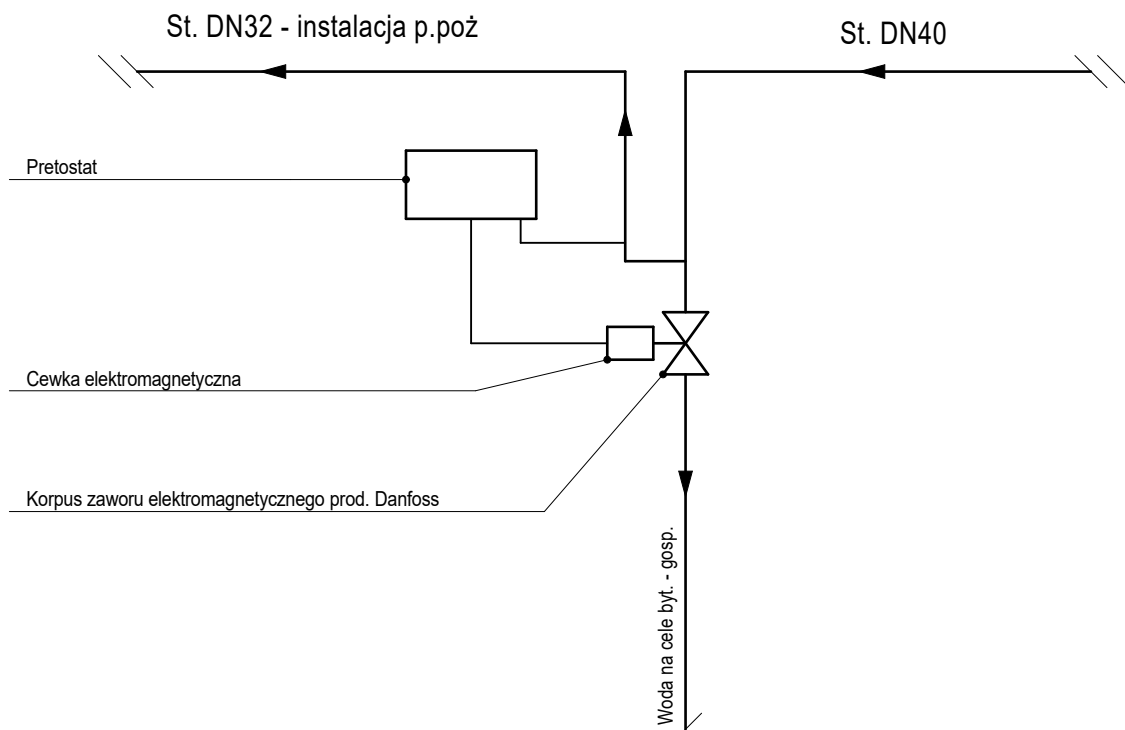 St. DN32 - instalacja p.poż
St. DN40
Pretostat
Cewka elektromagnetyczna
Korpus zaworu elektromagnetycznego prod. Danfoss
Woda na cele byt. - gosp.